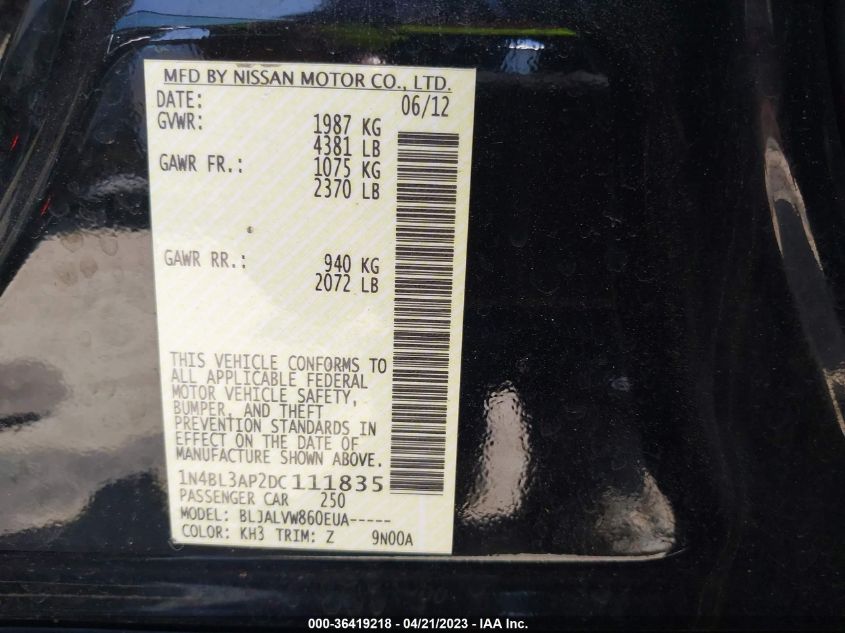 MFD BY NISSAN MOTOR CO., LTD.
DATE: 06/12
GVWR: 1987 KG
4381 LB
GAWR FR.: 1075 KG
2370 LB
GAWR RR.: 940 KG
2072 LB
THIS VEHICLE CONFORMS TO
ALL APPLICABLE FEDERAL
MOTOR VEHICLE SAFETY,
BUMPER, AND THEFT
PREVENTION STANDARDS IN
EFFECT ON THE DATE OF
MANUFACTURE SHOWN ABOVE.
1N4BL3AP2DC111835
PASSENGER CAR 250
MODEL: BLJALVW860EUA-----
COLOR: KH3 TRIM: Z 9N00A
000-36419218 - 04/21/2023 - IAA Inc.